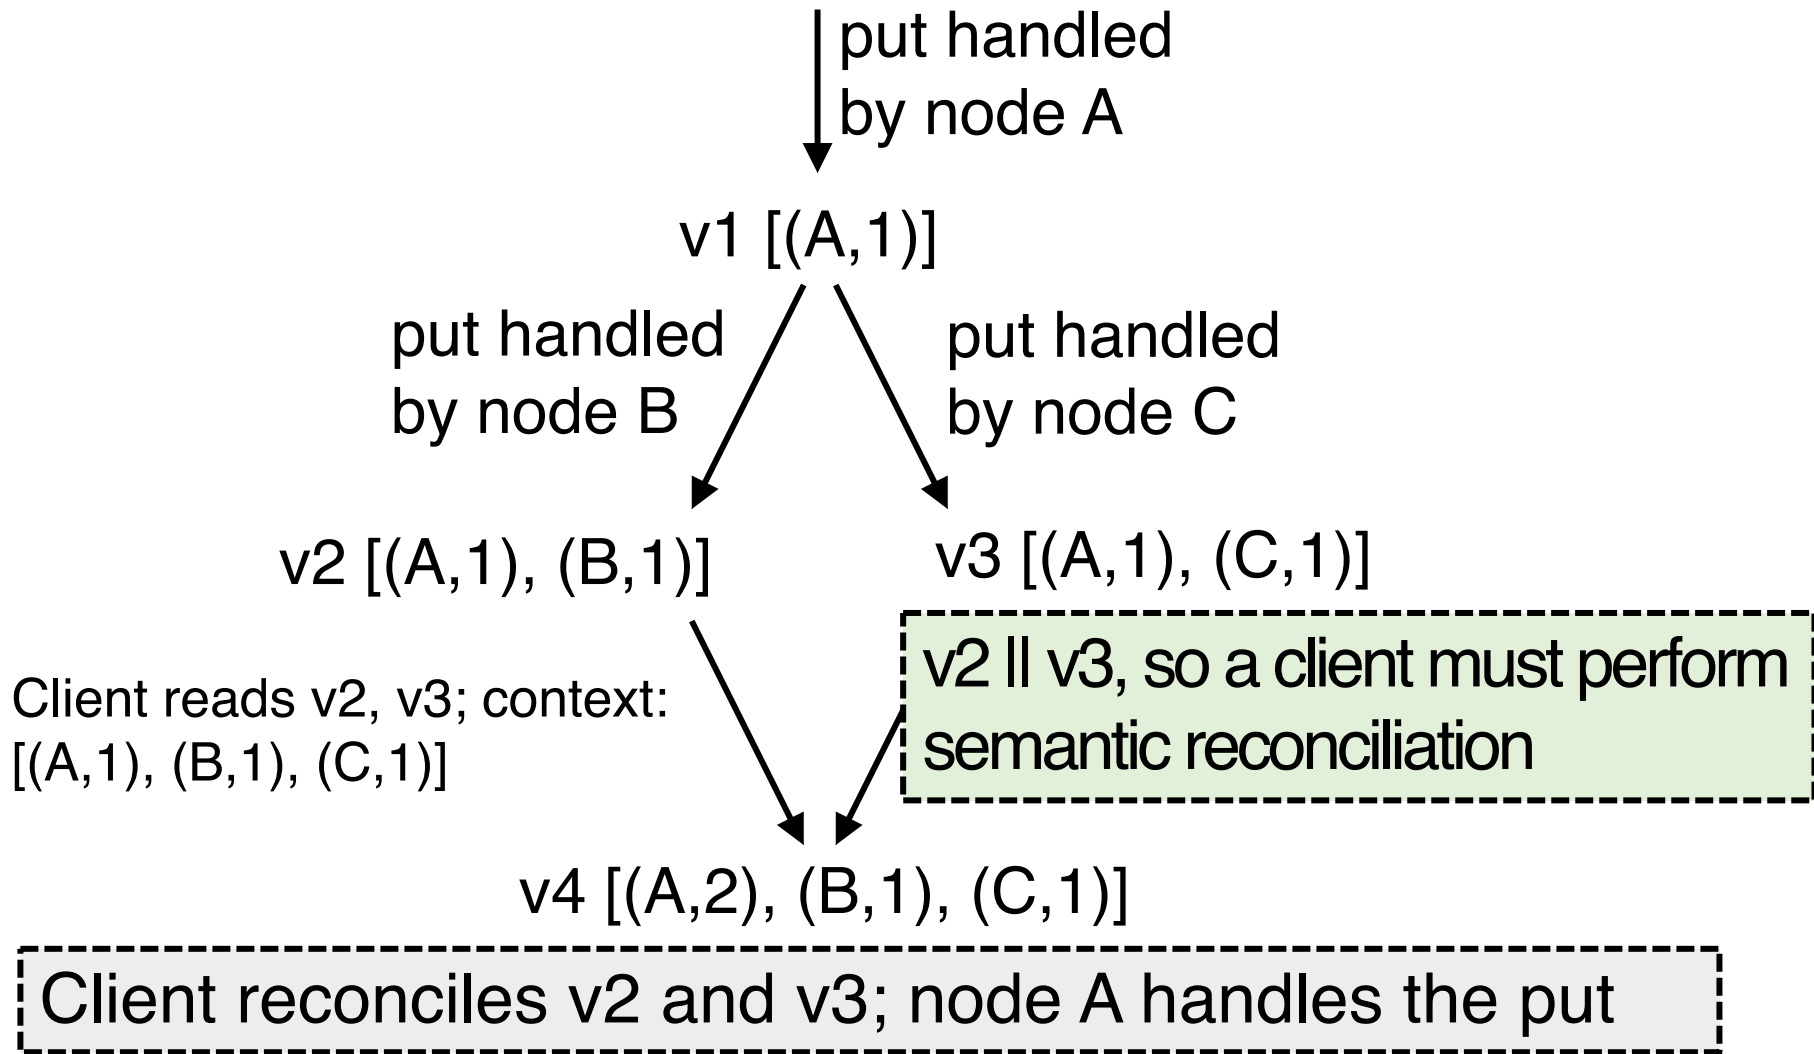 put handled
by node A
v1 [(A,1)]
put handled
by node B
put handled
by node C
v2 [(A,1), (B,1)]
v3 [(A,1), (C,1)]
v2 || v3, so a client must perform
semantic reconciliation
Client reads v2, v3; context:
[(A,1), (B,1), (C,1)]
v4 [(A,2), (B,1), (C,1)]
Client reconciles v2 and v3; node A handles the put